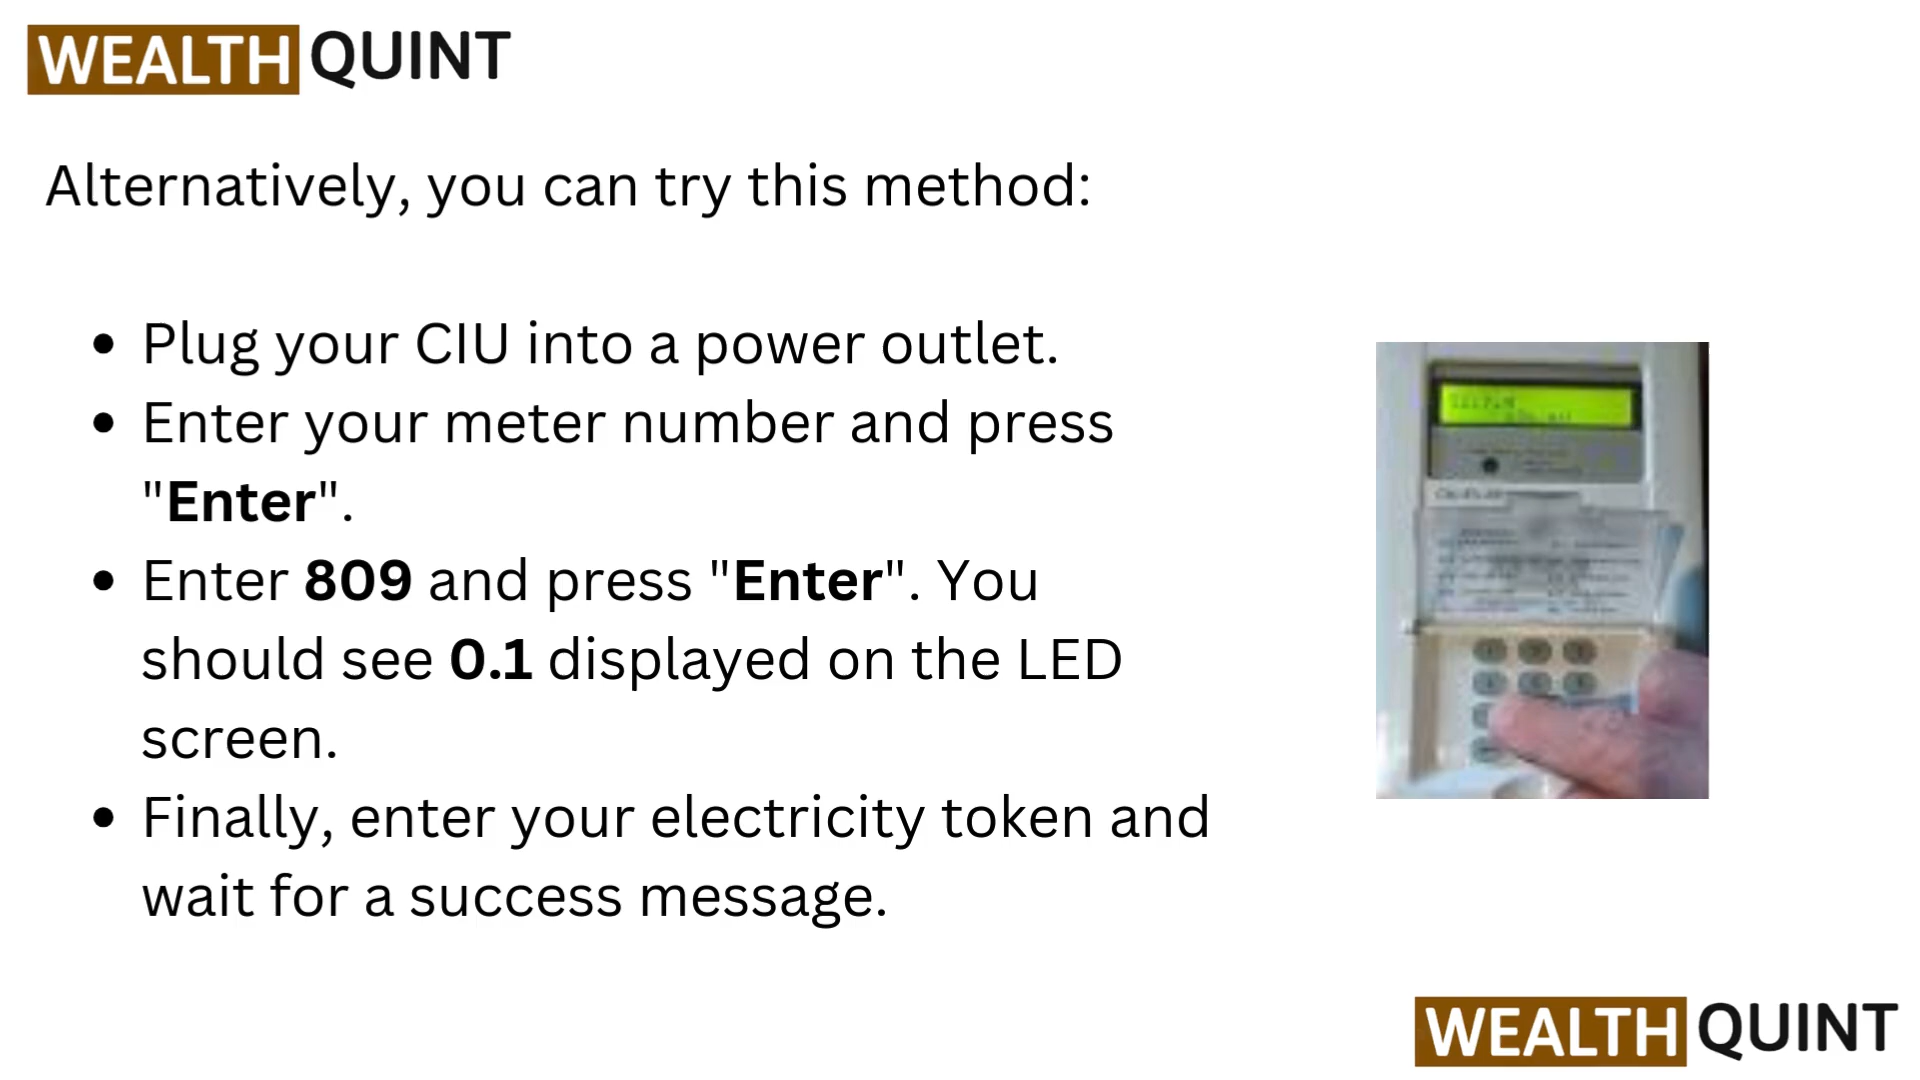 WEALTH QUINT
Alternatively, you can try this method:
• Plug your CIU into a power outlet.
• Enter your meter number and press
"Enter".
• Enter 809 and press "Enter". You
should see 0.1 displayed on the LED
screen.
• Finally, enter your electricity token and
wait for a success message.
WEALTH QUINT